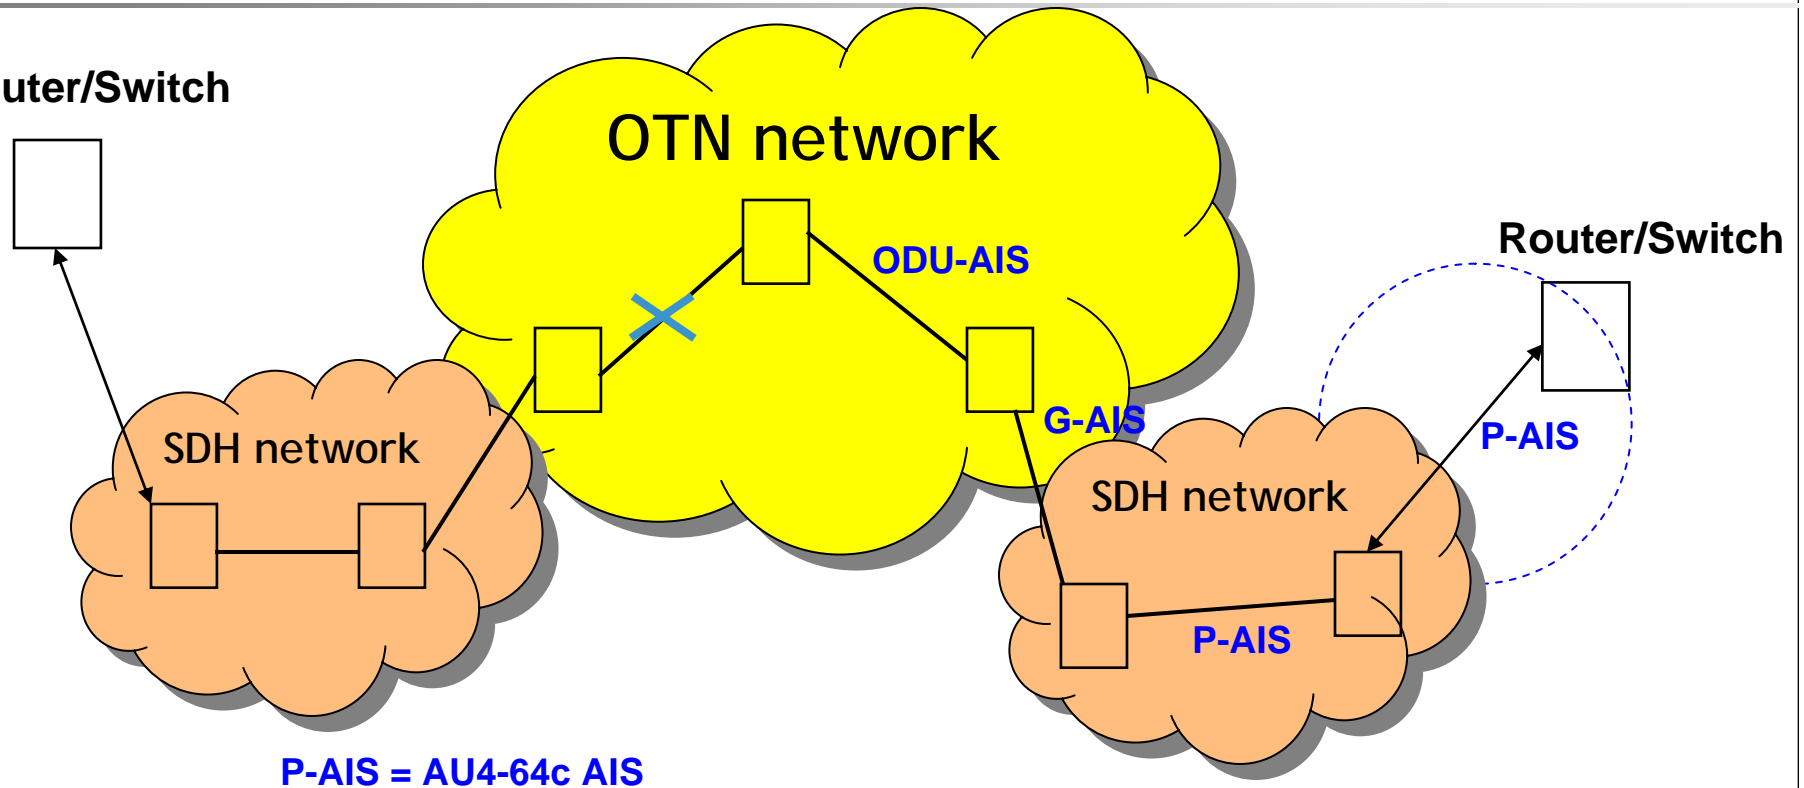 uter/Switch
OTN network
Router/Switch
ODU-AIS
G-AIS
P-AIS
SDH network
SDH network
P-AIS
P-AIS = AU4-64c AIS